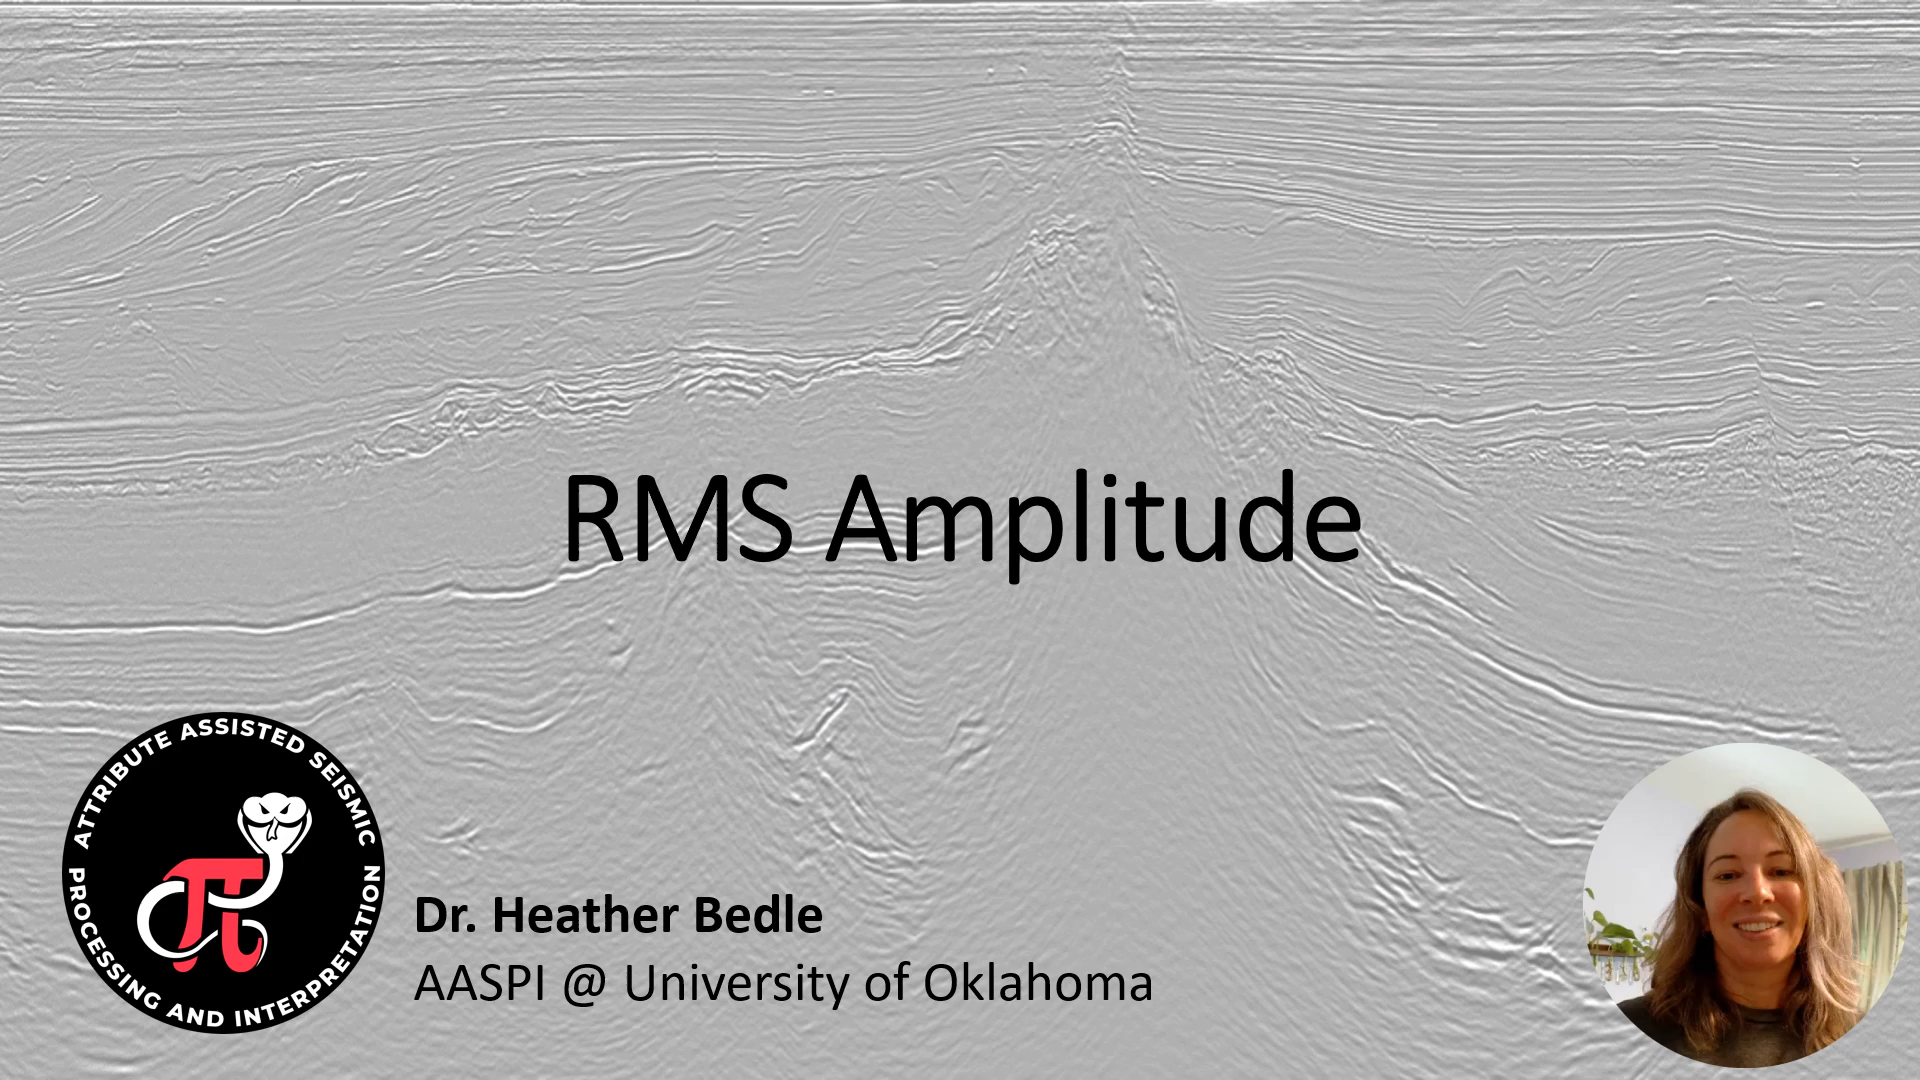 RMS Amplitude
ATTRIBUTE ASSISTED SEISMIC
PROCESSING AND INTERPRETATION
Dr. Heather Bedle
AASPI @ University of Oklahoma